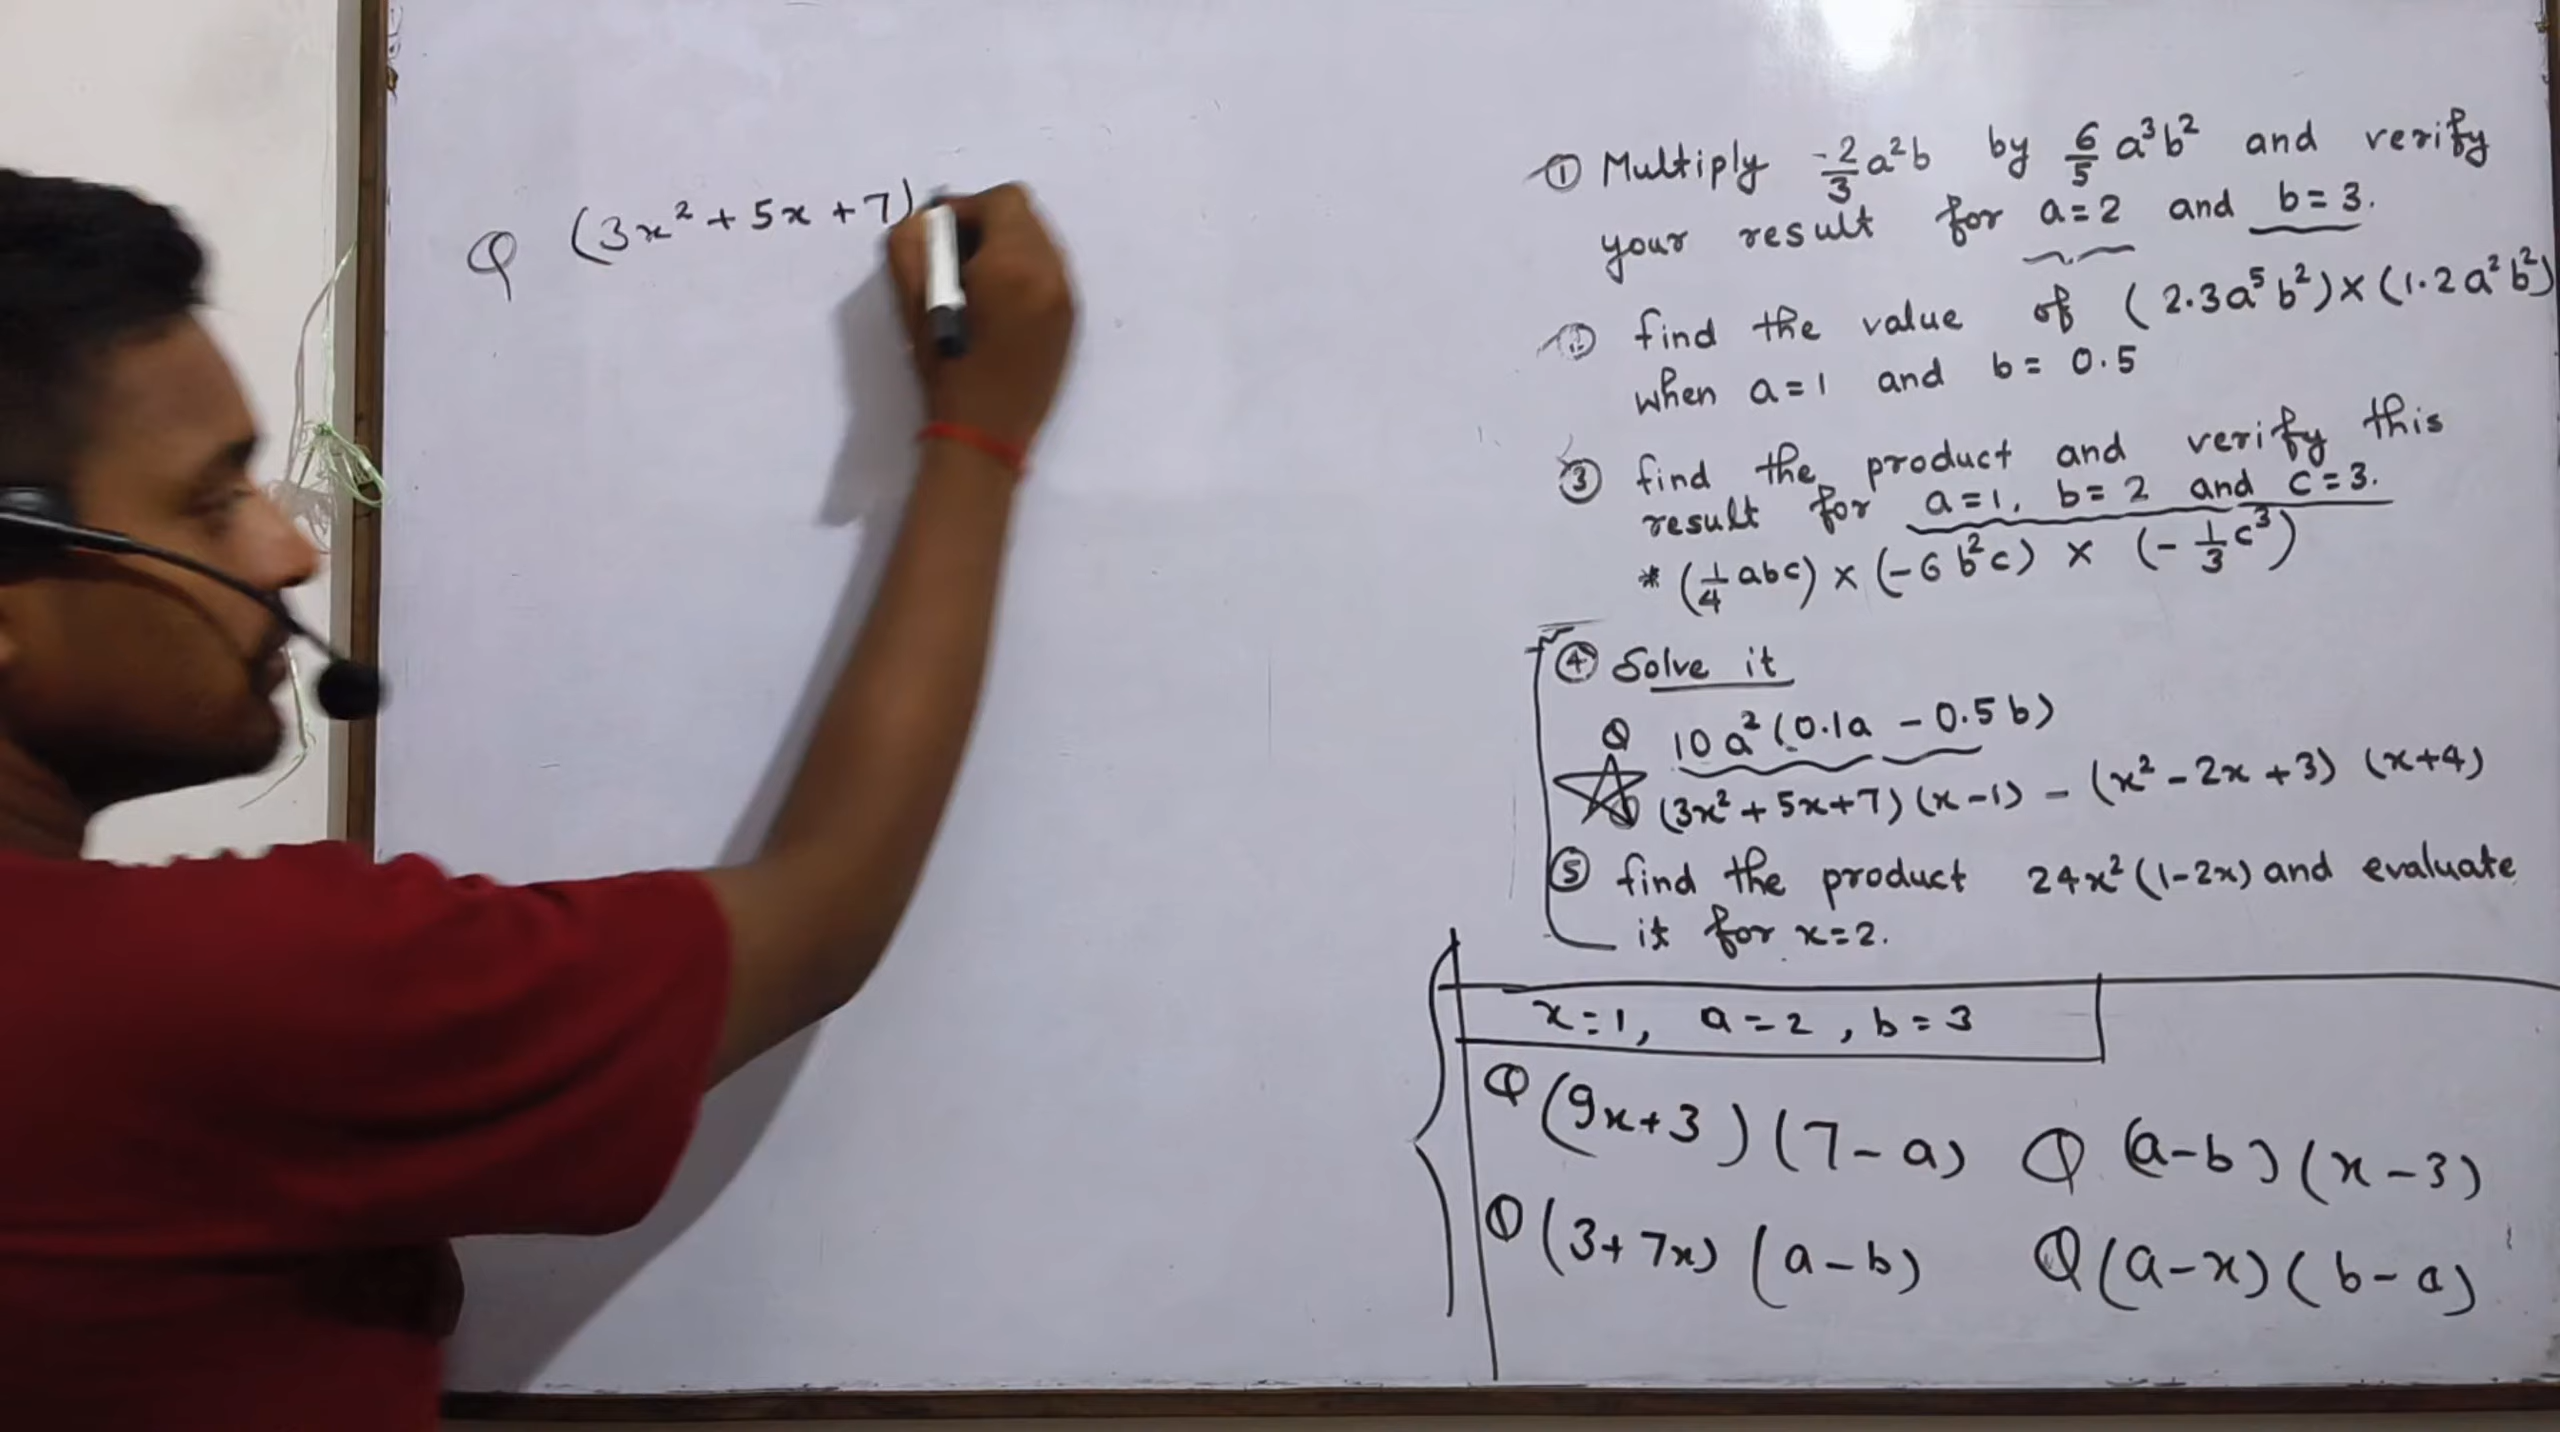 Q (3x² + 5x + 7)
① Multiply -2/3 a²b by 6/5 a³b² and verify
your result for a=2 and b=3.
② find the value of (2.3a⁵b²)×(1.2a²b²)
when a=1 and b= 0.5
③ find the product and verify this
result for a=1, b=2 and c=3.
* (1/4 abc) × (-6b²c) × (-1/3 c³)
④ Solve it
Q 10a²(0.1a - 0.5b)
Q (3x² + 5x+7) (x-1) - (x² - 2x + 3) (x+4)
⑤ find the product 24x²(1-2x) and evaluate
it for x=2.
x=1, a=2, b=3
Q (9x+3) (7-a) Q (a-b) (x-3)
Q (3+7x) (a-b) Q (a-x) (b-a)